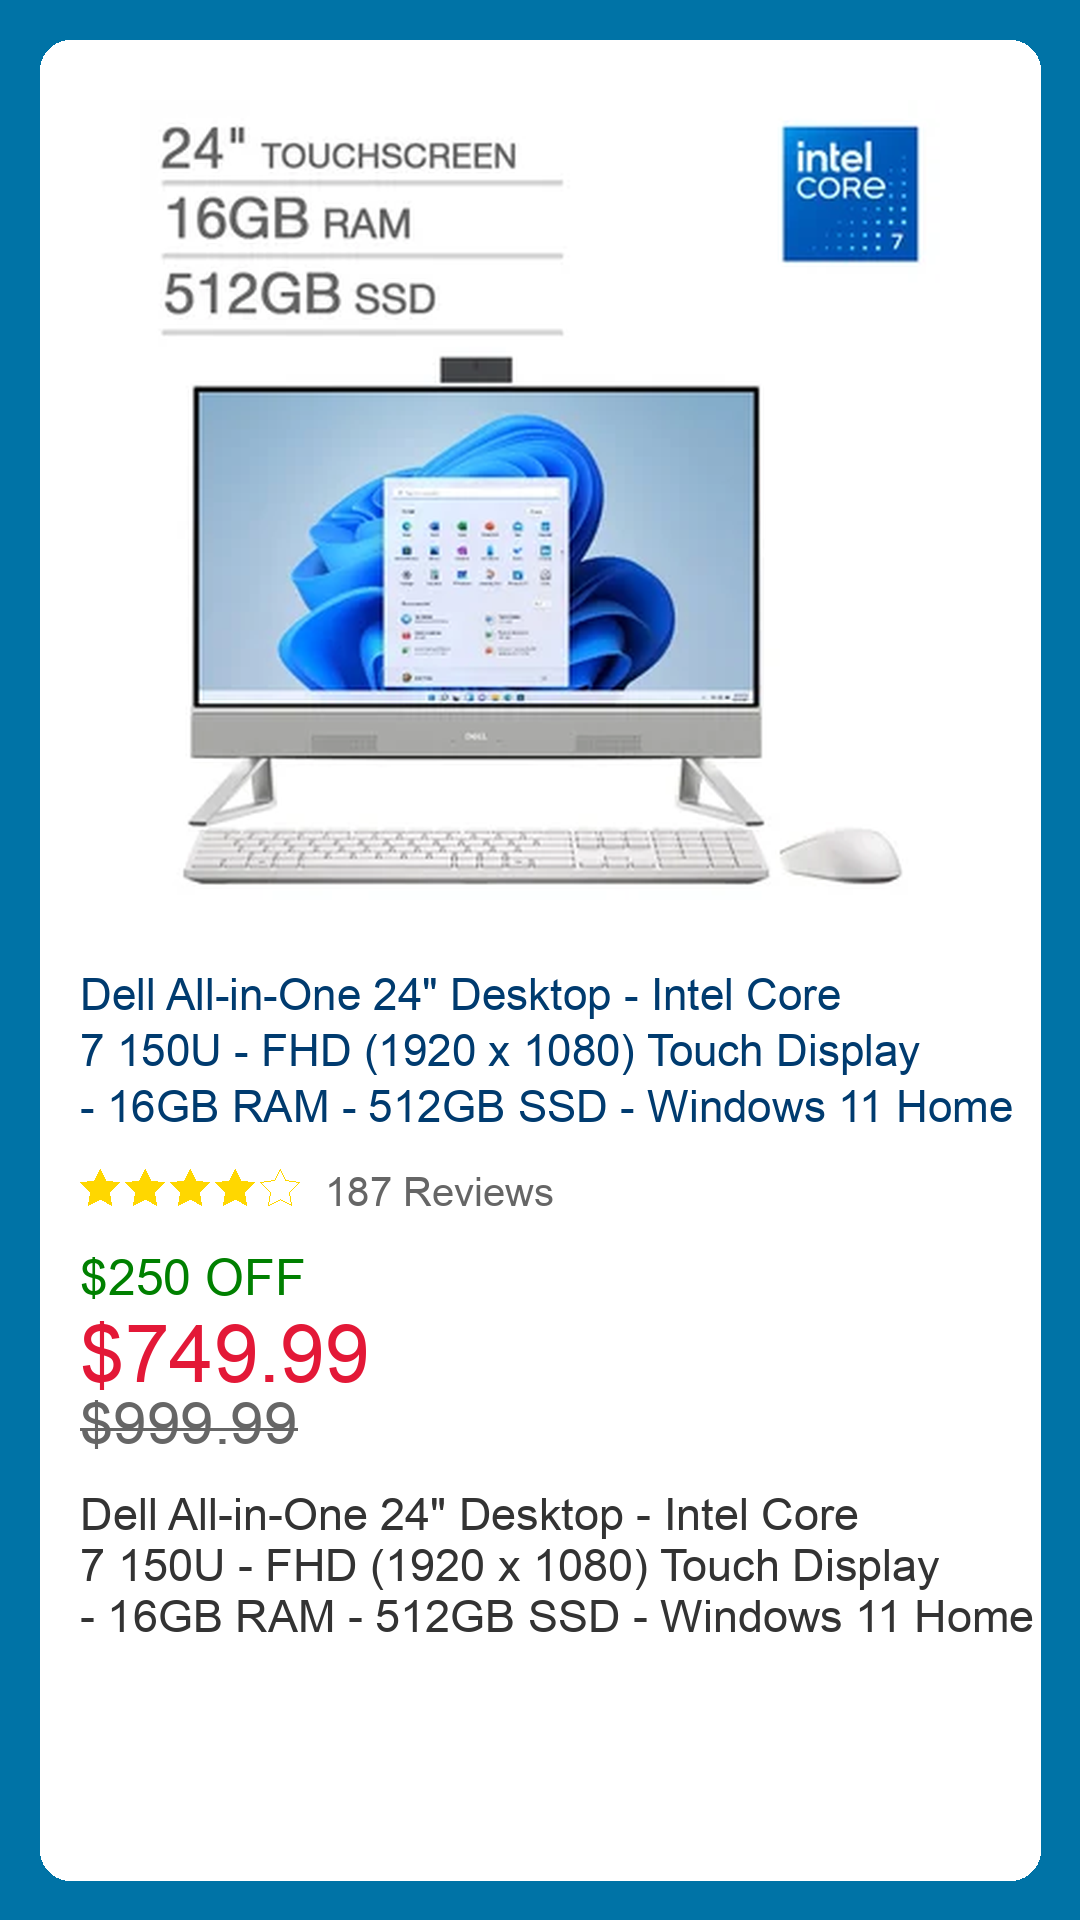 24" TOUCHSCREEN
16GB RAM
512GB SSD
intel
CORE
7
DELL
Dell All-in-One 24" Desktop - Intel Core
7 150U - FHD (1920 x 1080) Touch Display
- 16GB RAM - 512GB SSD - Windows 11 Home
187 Reviews
$250 OFF
$749.99
$999.99
Dell All-in-One 24" Desktop - Intel Core
7 150U - FHD (1920 x 1080) Touch Display
- 16GB RAM - 512GB SSD - Windows 11 Home